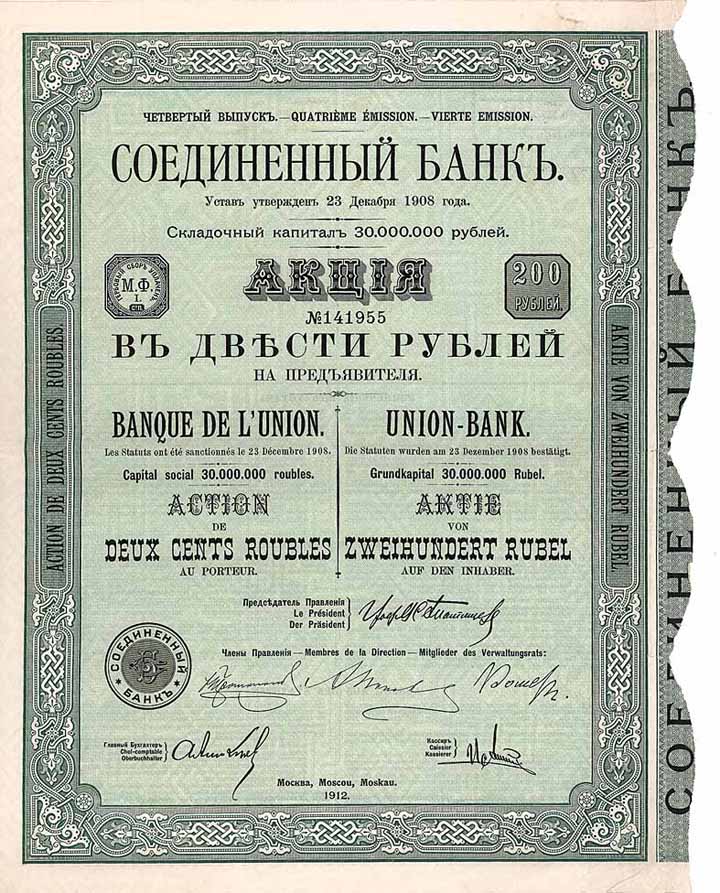 ЧЕТВЕРТЫЙ ВЫПУСКЪ.—QUATRIÈME ÉMISSION.—VIERTE EMISSION.
СОЕДИНЕННЫЙ БАНКЪ.
Уставъ утвержденъ 23 Декабря 1908 года.
Складочный капиталъ 30.000.000 рублей.
М.Ф.
I.
АКЦІЯ
200
РУБЛЕЙ.
№141955
ВЪ ДВѢСТИ РУБЛЕЙ
НА ПРЕДЪЯВИТЕЛЯ.
BANQUE DE L'UNION.
Les Statuts ont été sanctionnés le 23 Décembre 1908.
Capital social 30.000.000 roubles.
ACTION
DE
DEUX CENTS ROUBLES
AU PORTEUR.
UNION-BANK.
Die Statuten wurden am 23 Dezember 1908 bestätigt.
Grundkapital 30.000.000 Rubel.
AKTIE
VON
ZWEIHUNDERT RUBEL
AUF DEN INHABER.
Предсѣдатель Правленія
Le Président
Der Präsident
Члены Правленія — Membres de la Direction — Mitglieder des Verwaltungsrats:
СОЕДИНЕННЫЙ
БАНКЪ
Главный Бухгалтеръ
Chef-comptable
Oberbuchhalter
Кассиръ
Caissier
Kassierer
Москва, Moscou, Moskau.
1912.
ACTION DE DEUX CENTS ROUBLES.
AKTIE VON ZWEIHUNDERT RUBEL.
СОЕДИНЕННЫЙ БАНКЪ